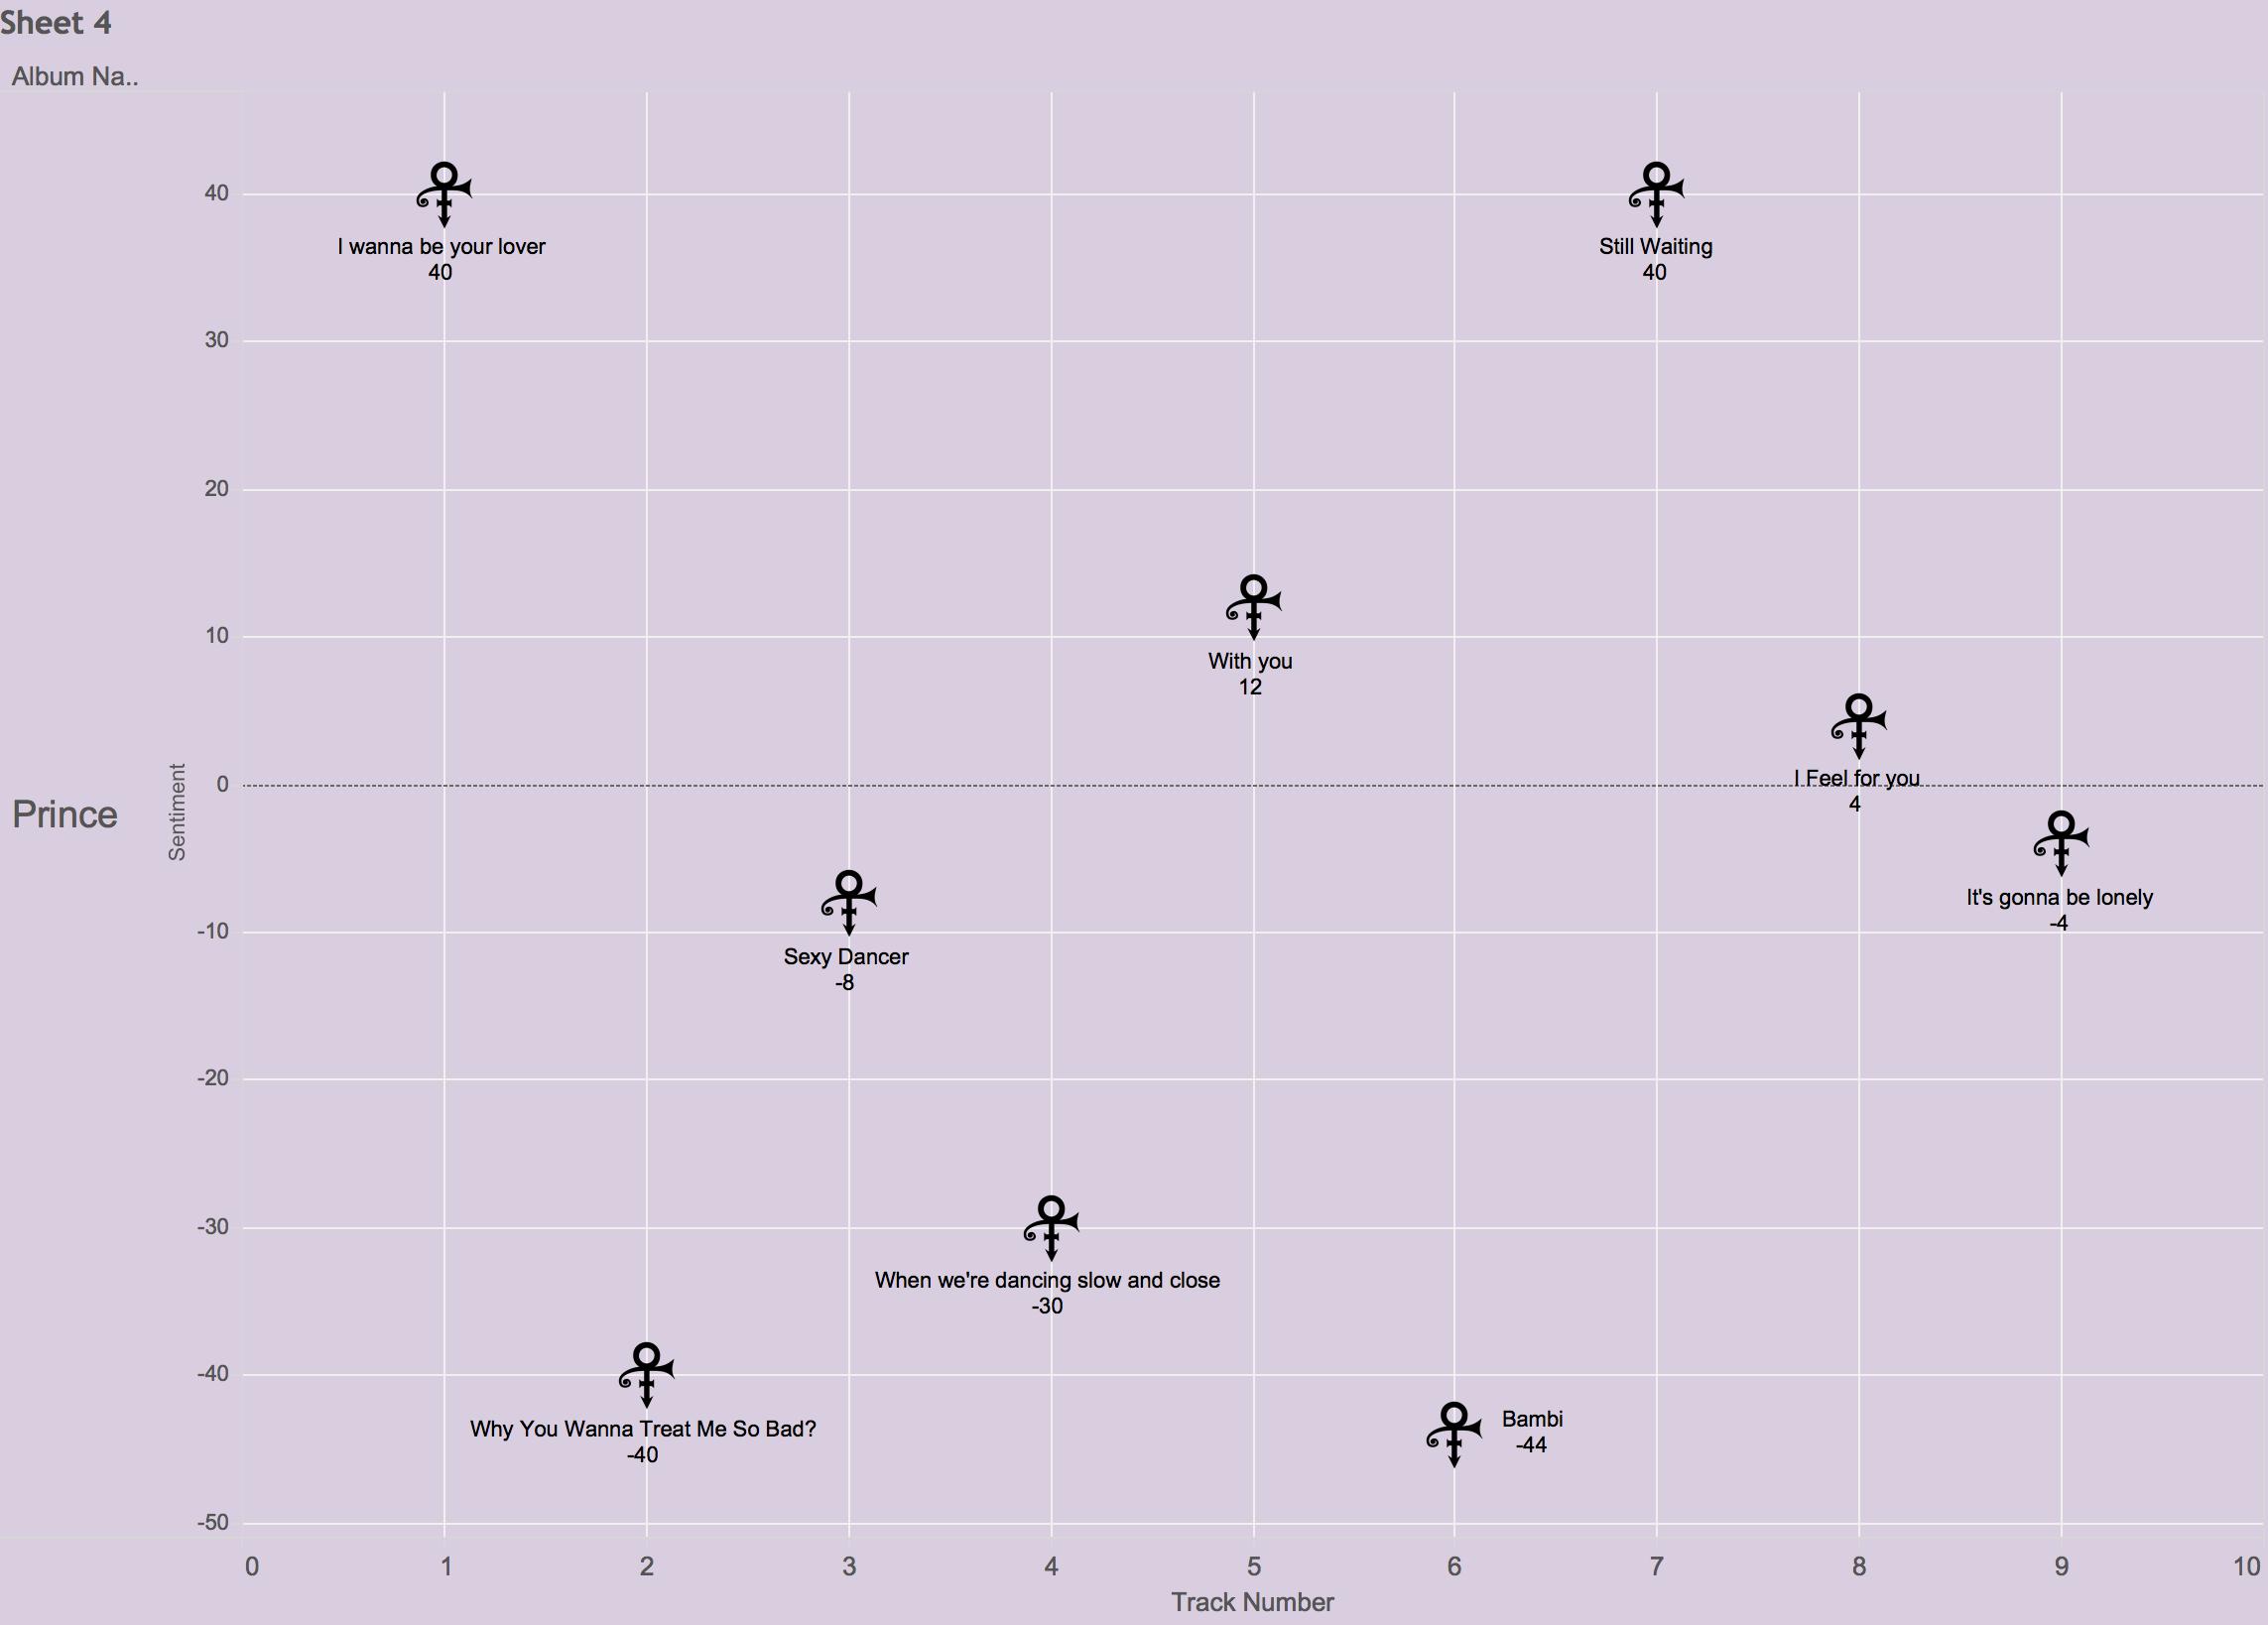 Sheet 4
Album Na..
40
30
20
10
0
-10
-20
-30
-40
-50
Prince
Sentiment
I wanna be your lover
40
Still Waiting
40
With you
12
I Feel for you
4
It's gonna be lonely
-4
Sexy Dancer
-8
When we're dancing slow and close
-30
Why You Wanna Treat Me So Bad?
-40
Bambi
-44
0 1 2 3 4 5 6 7 8 9 10
Track Number